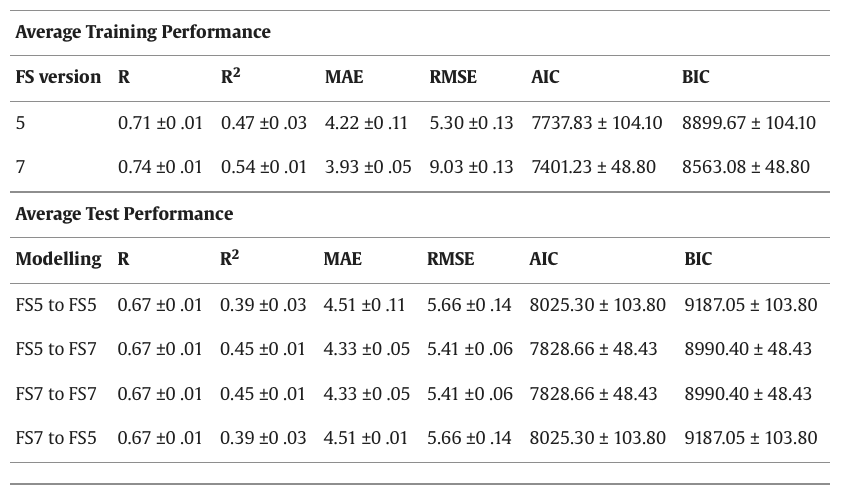 Average Training Performance
FS version R R² MAE RMSE AIC BIC
5 0.71 ±0 .01 0.47 ±0 .03 4.22 ±0 .11 5.30 ±0 .13 7737.83 ± 104.10 8899.67 ± 104.10
7 0.74 ±0 .01 0.54 ±0 .01 3.93 ±0 .05 9.03 ±0 .13 7401.23 ± 48.80 8563.08 ± 48.80
Average Test Performance
Modelling R R² MAE RMSE AIC BIC
FS5 to FS5 0.67 ±0 .01 0.39 ±0 .03 4.51 ±0 .11 5.66 ±0 .14 8025.30 ± 103.80 9187.05 ± 103.80
FS5 to FS7 0.67 ±0 .01 0.45 ±0 .01 4.33 ±0 .05 5.41 ±0 .06 7828.66 ± 48.43 8990.40 ± 48.43
FS7 to FS7 0.67 ±0 .01 0.45 ±0 .01 4.33 ±0 .05 5.41 ±0 .06 7828.66 ± 48.43 8990.40 ± 48.43
FS7 to FS5 0.67 ±0 .01 0.39 ±0 .03 4.51 ±0 .01 5.66 ±0 .14 8025.30 ± 103.80 9187.05 ± 103.80